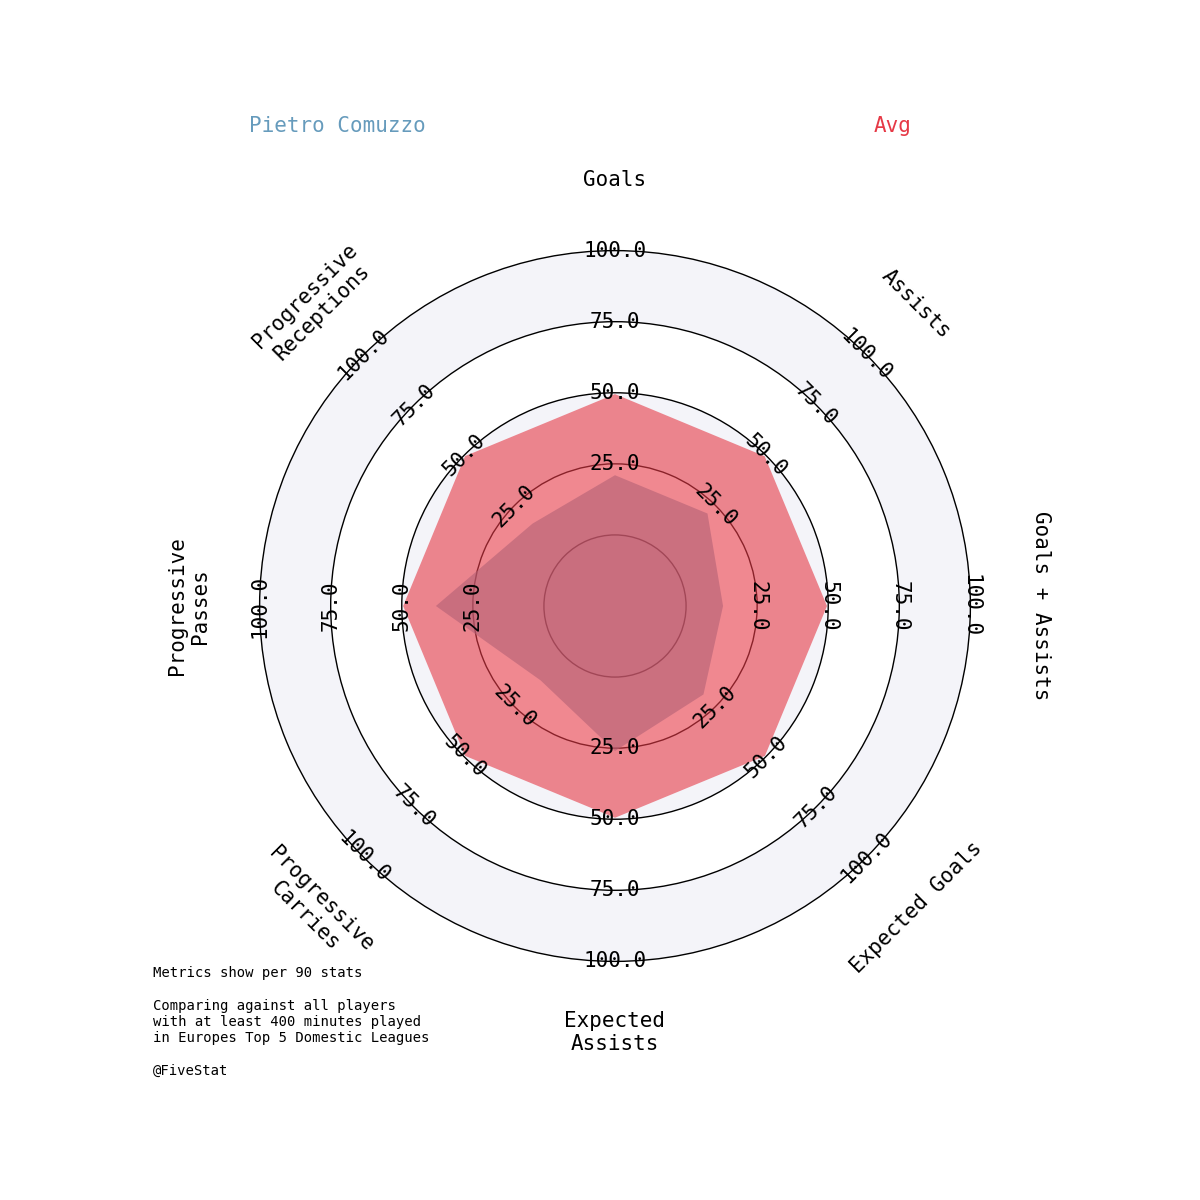 Pietro Comuzzo
Avg
Goals
Assists
Goals + Assists
Expected Goals
Expected
Assists
Progressive
Carries
Progressive
Passes
Progressive
Receptions
25.0
50.0
75.0
100.0
25.0
50.0
75.0
100.0
25.0
50.0
75.0
100.0
25.0
50.0
75.0
100.0
25.0
50.0
75.0
100.0
25.0
50.0
75.0
100.0
25.0
50.0
75.0
100.0
25.0
50.0
75.0
100.0
Metrics show per 90 stats
Comparing against all players
with at least 400 minutes played
in Europes Top 5 Domestic Leagues
@FiveStat